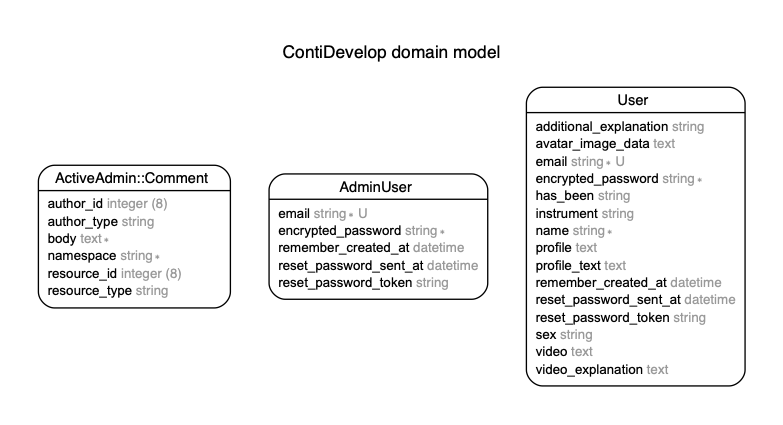 ContiDevelop domain model
ActiveAdmin::Comment
author_id integer (8)
author_type string
body text∗
namespace string∗
resource_id integer (8)
resource_type string
AdminUser
email string∗ U
encrypted_password string∗
remember_created_at datetime
reset_password_sent_at datetime
reset_password_token string
User
additional_explanation string
avatar_image_data text
email string∗ U
encrypted_password string∗
has_been string
instrument string
name string∗
profile text
profile_text text
remember_created_at datetime
reset_password_sent_at datetime
reset_password_token string
sex string
video text
video_explanation text